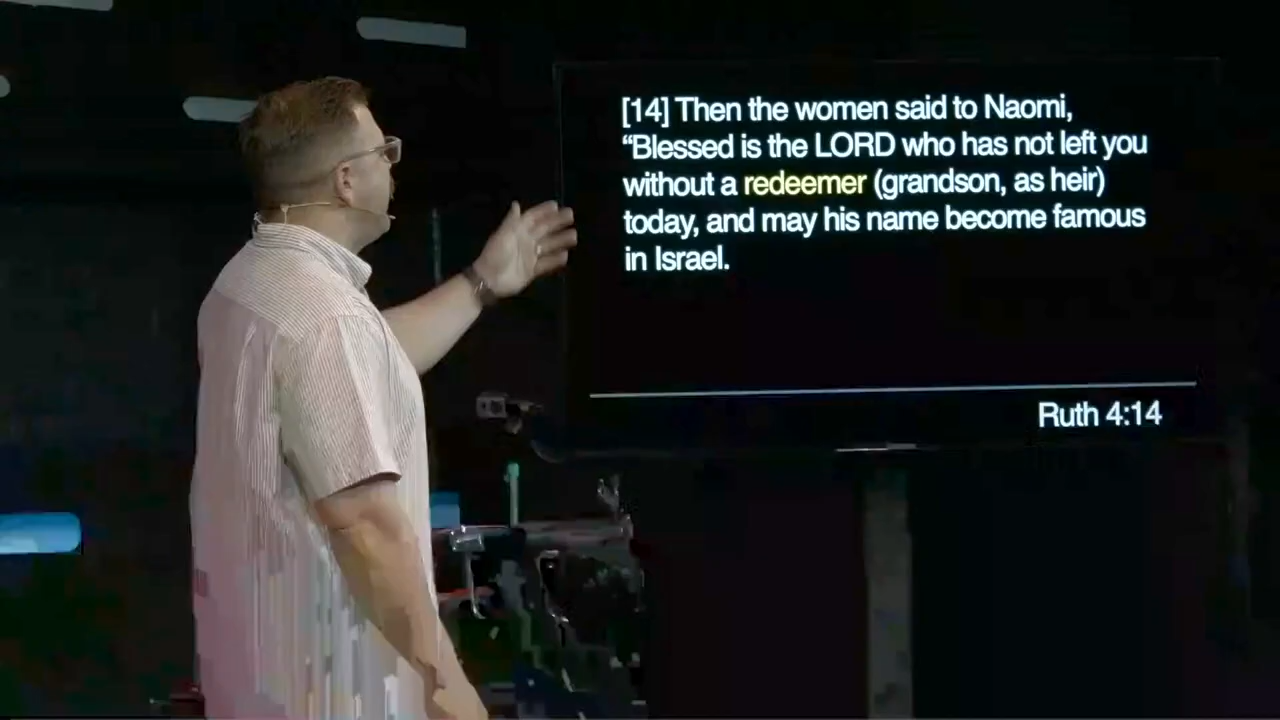 [14] Then the women said to Naomi,
“Blessed is the LORD who has not left you
without a redeemer (grandson, as heir)
today, and may his name become famous
in Israel.
Ruth 4:14